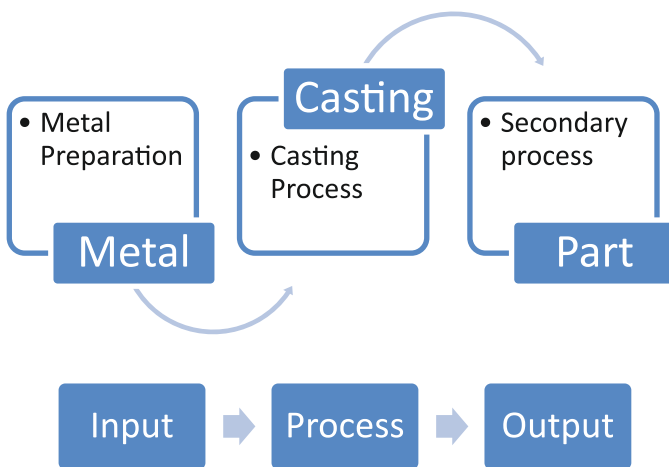 • Metal
Preparation
Metal
Casting
• Casting
Process
• Secondary
process
Part
Input
Process
Output